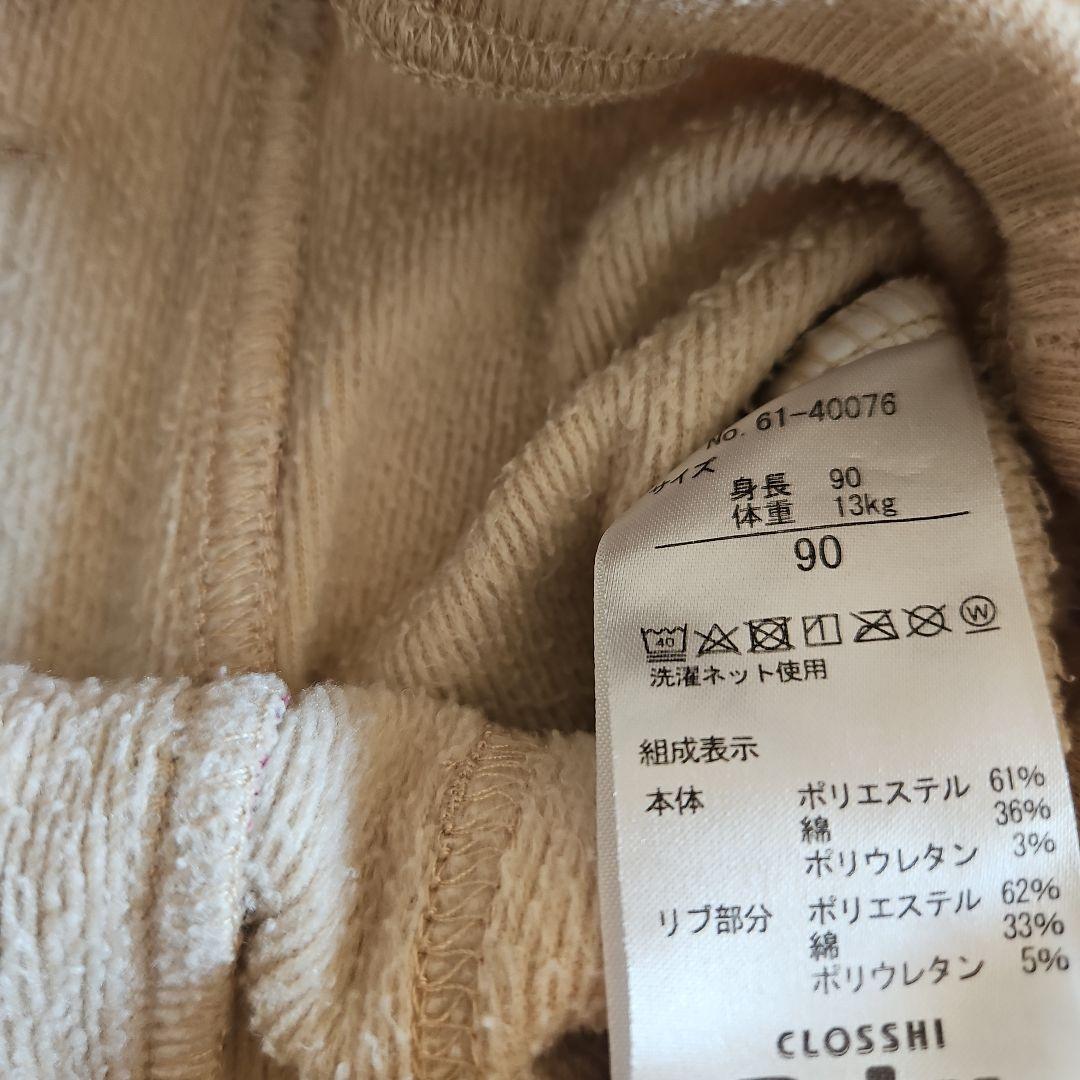 No. 61-40076
サイズ
身長 90
体重 13kg
90
40 W
洗濯ネット使用
組成表示
本体 ポリエステル 61%
綿 36%
ポリウレタン 3%
リブ部分 ポリエステル 62%
綿 33%
ポリウレタン 5%
CLOSSHI